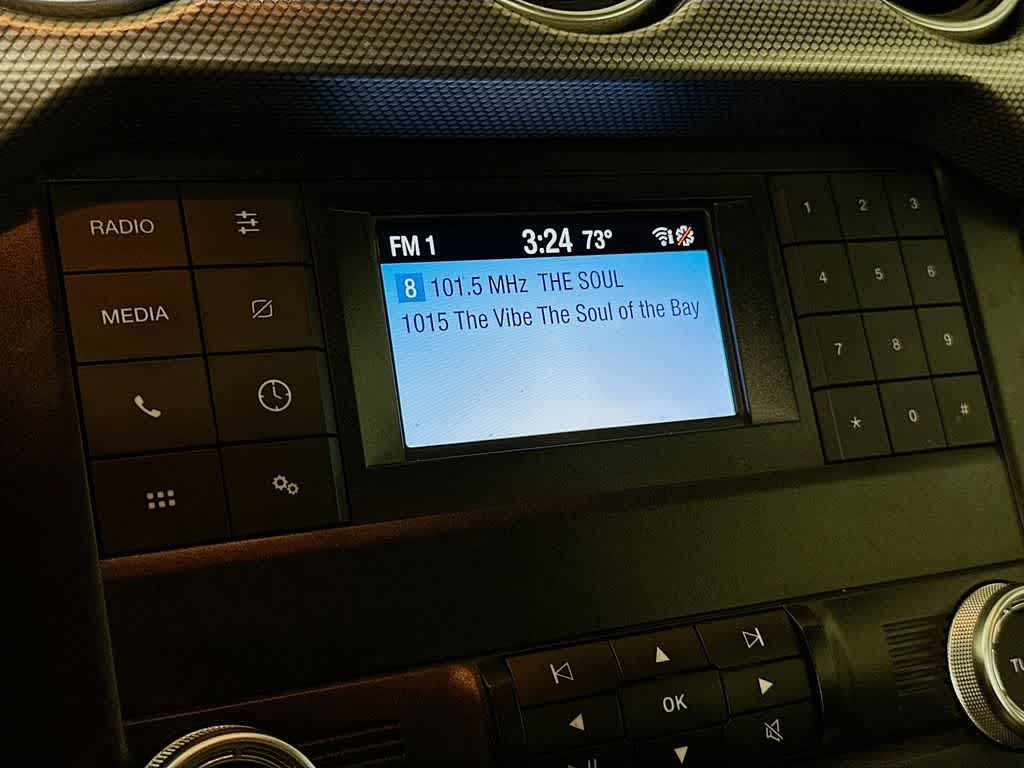 FM 1 3:24 73°
8 101.5 MHz THE SOUL
1015 The Vibe The Soul of the Bay
RADIO
MEDIA
1 2 3
4 5 6
7 8 9
* 0 #
OK
TU